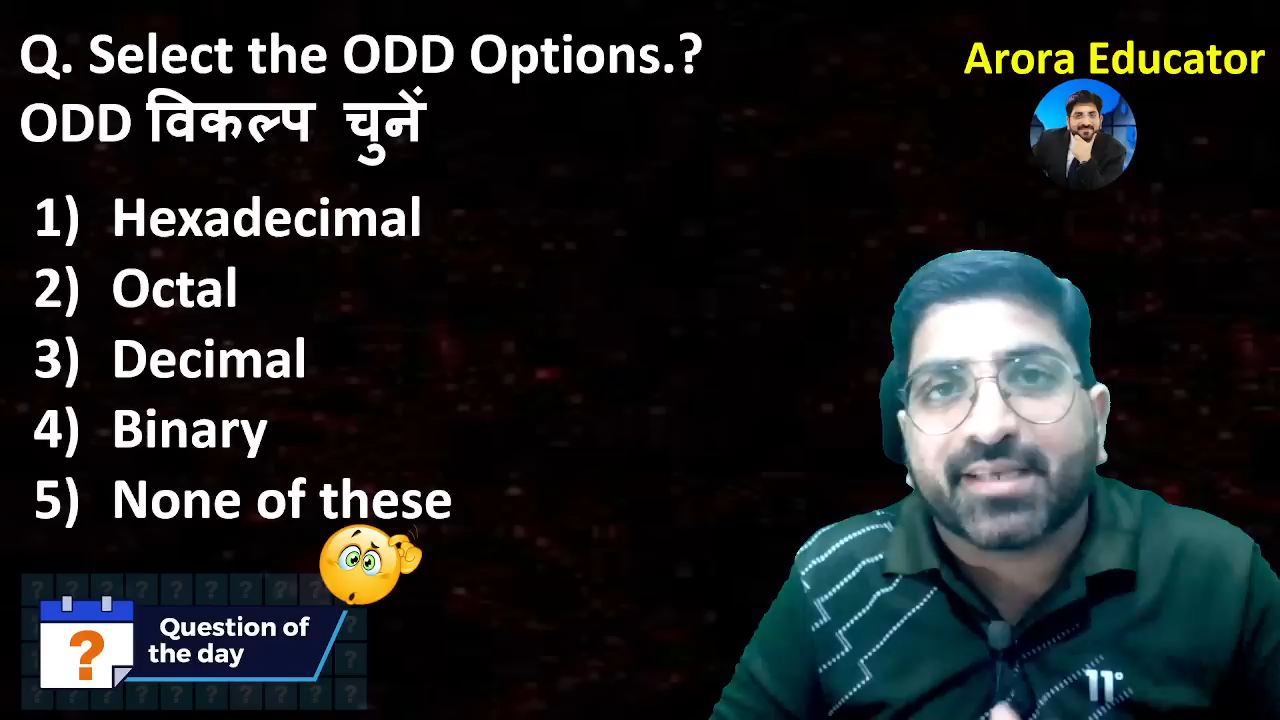 Q. Select the ODD Options.?
ODD विकल्प चुनें
Arora Educator
1) Hexadecimal
2) Octal
3) Decimal
4) Binary
5) None of these
?
Question of
the day
11°